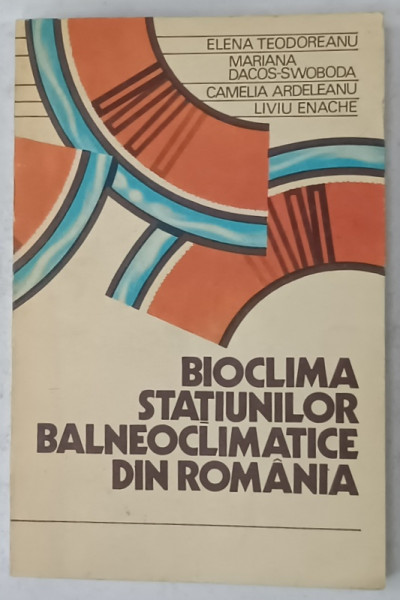 ELENA TEODOREANU
MARIANA
DACOS-SWOBODA
CAMELIA ARDELEANU
LIVIU ENACHE
BIOCLIMA
STAȚIUNILOR
BALNEOCLIMATICE
DIN ROMÂNIA